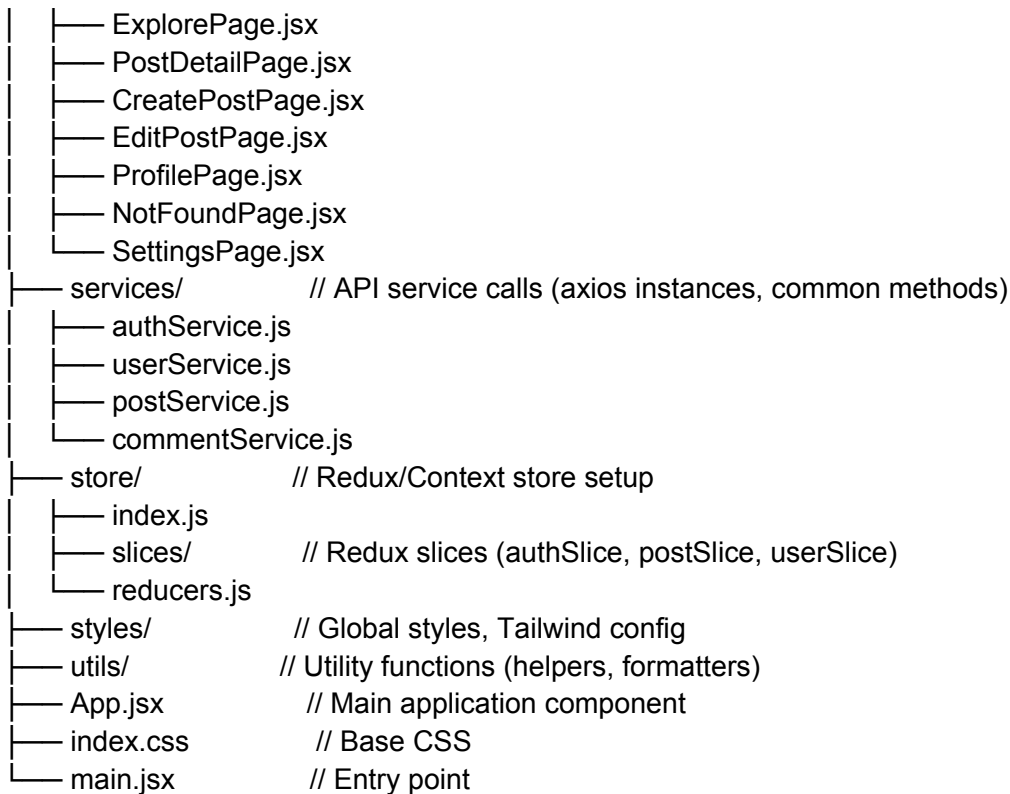 │   ├── ExplorePage.jsx
│   ├── PostDetailPage.jsx
│   ├── CreatePostPage.jsx
│   ├── EditPostPage.jsx
│   ├── ProfilePage.jsx
│   ├── NotFoundPage.jsx
│   └── SettingsPage.jsx
├── services/ // API service calls (axios instances, common methods)
│   ├── authService.js
│   ├── userService.js
│   ├── postService.js
│   └── commentService.js
├── store/ // Redux/Context store setup
│   ├── index.js
│   ├── slices/ // Redux slices (authSlice, postSlice, userSlice)
│   └── reducers.js
├── styles/ // Global styles, Tailwind config
├── utils/ // Utility functions (helpers, formatters)
├── App.jsx // Main application component
├── index.css // Base CSS
└── main.jsx // Entry point